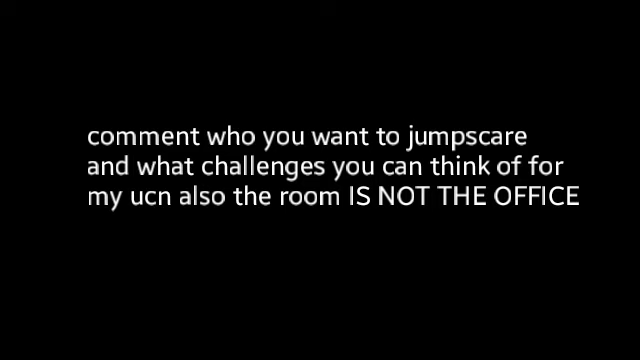 comment who you want to jumpscare
and what challenges you can think of for
my ucn also the room IS NOT THE OFFICE